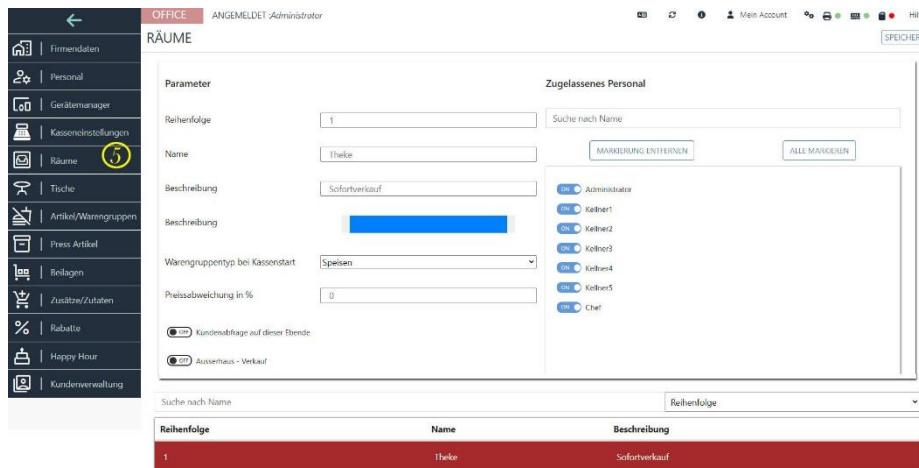 OFFICE ANGEMELDET :Administrator Mein Account
RÄUME SPEICHER
Firmendaten
Personal
Gerätemanager
Kasseneinstellungen
Räume 5
Tische
Artikel/Warengruppen
Press Artikel
Beilagen
Zusätze/Zutaten
Rabatte
Happy Hour
Kundenverwaltung
Parameter
Reihenfolge 1
Name Theke
Beschreibung Sofortverkauf
Beschreibung
Warengruppentyp bei Kassenstart Speisen
Preissabweichung in % 0
OFF Kundenabfrage auf dieser Ebende
OFF Ausserhaus - Verkauf
Zugelassenes Personal
Suche nach Name
MARKIERUNG ENTFERNEN ALLE MARKIEREN
ON Administrator
ON Kellner1
ON Kellner2
ON Kellner3
ON Kellner4
ON Kellner5
ON Chef
Suche nach Name Reihenfolge
Reihenfolge Name Beschreibung
1 Theke Sofortverkauf